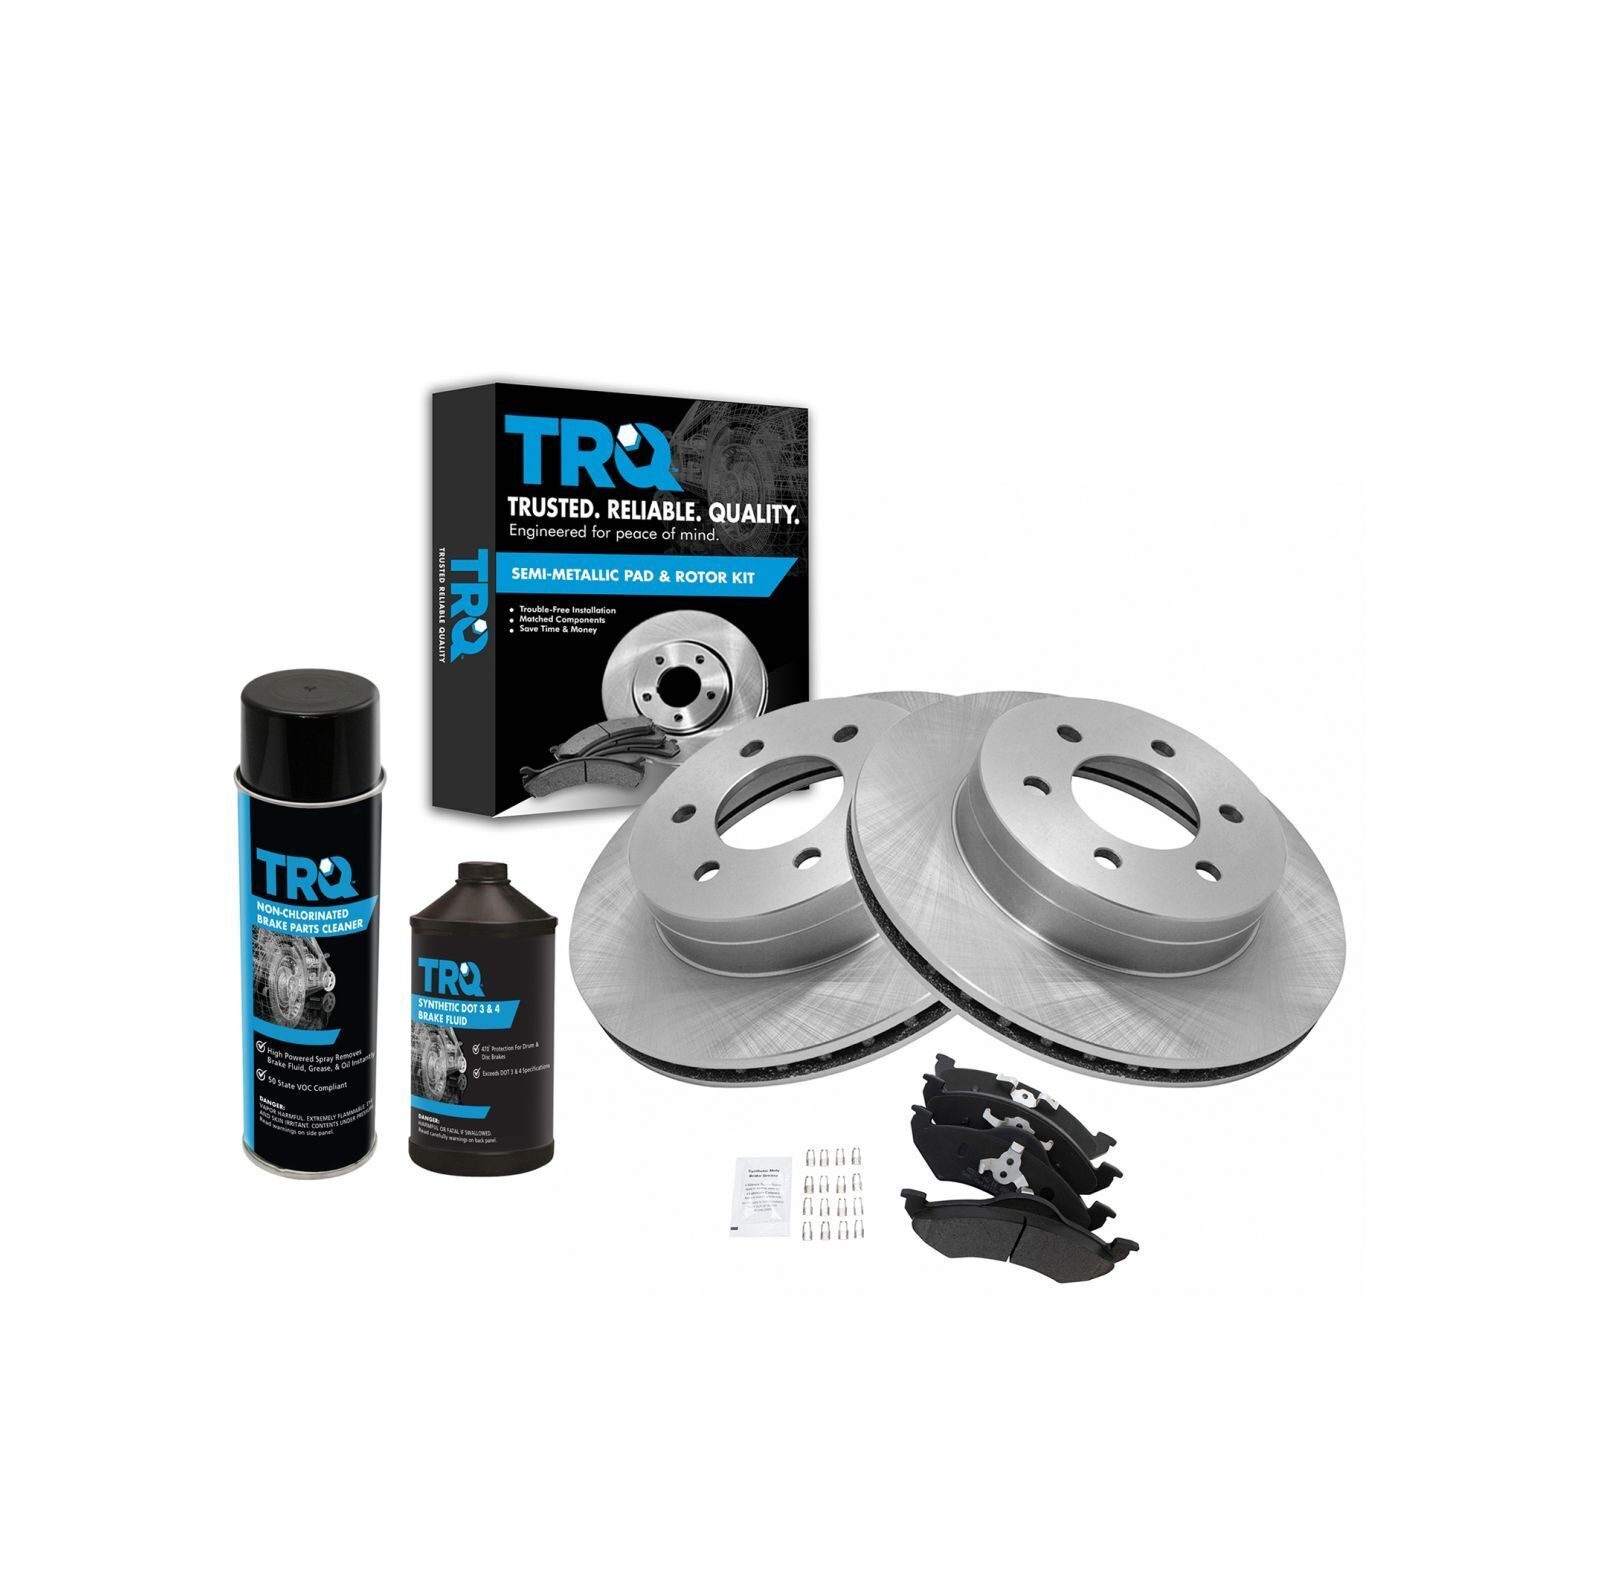 TRQ™
TRUSTED. RELIABLE. QUALITY.
Engineered for peace of mind.
SEMI-METALLIC PAD & ROTOR KIT
• Trouble-Free Installation
• Matched Components
• Save Time & Money
TRQ
TRUSTED RELIABLE QUALITY
TRQ
NON-CHLORINATED
BRAKE PARTS CLEANER
High Powered Spray Removes
Brake Fluid, Grease, & Oil Instantly
50 State VOC Compliant
DANGER:
VAPOR HARMFUL. EXTREMELY FLAMMABLE. EYE
AND SKIN IRRITANT. CONTENTS UNDER PRESSURE.
Read warnings on side panel.
TRQ
SYNTHETIC DOT 3 & 4
BRAKE FLUID
470° Protection For Drum &
Disc Brakes
Exceeds DOT 3 & 4 Specifications
DANGER:
HARMFUL OR FATAL IF SWALLOWED.
Read carefully warnings on back panel.
Synthetic Moly
Brake Grease